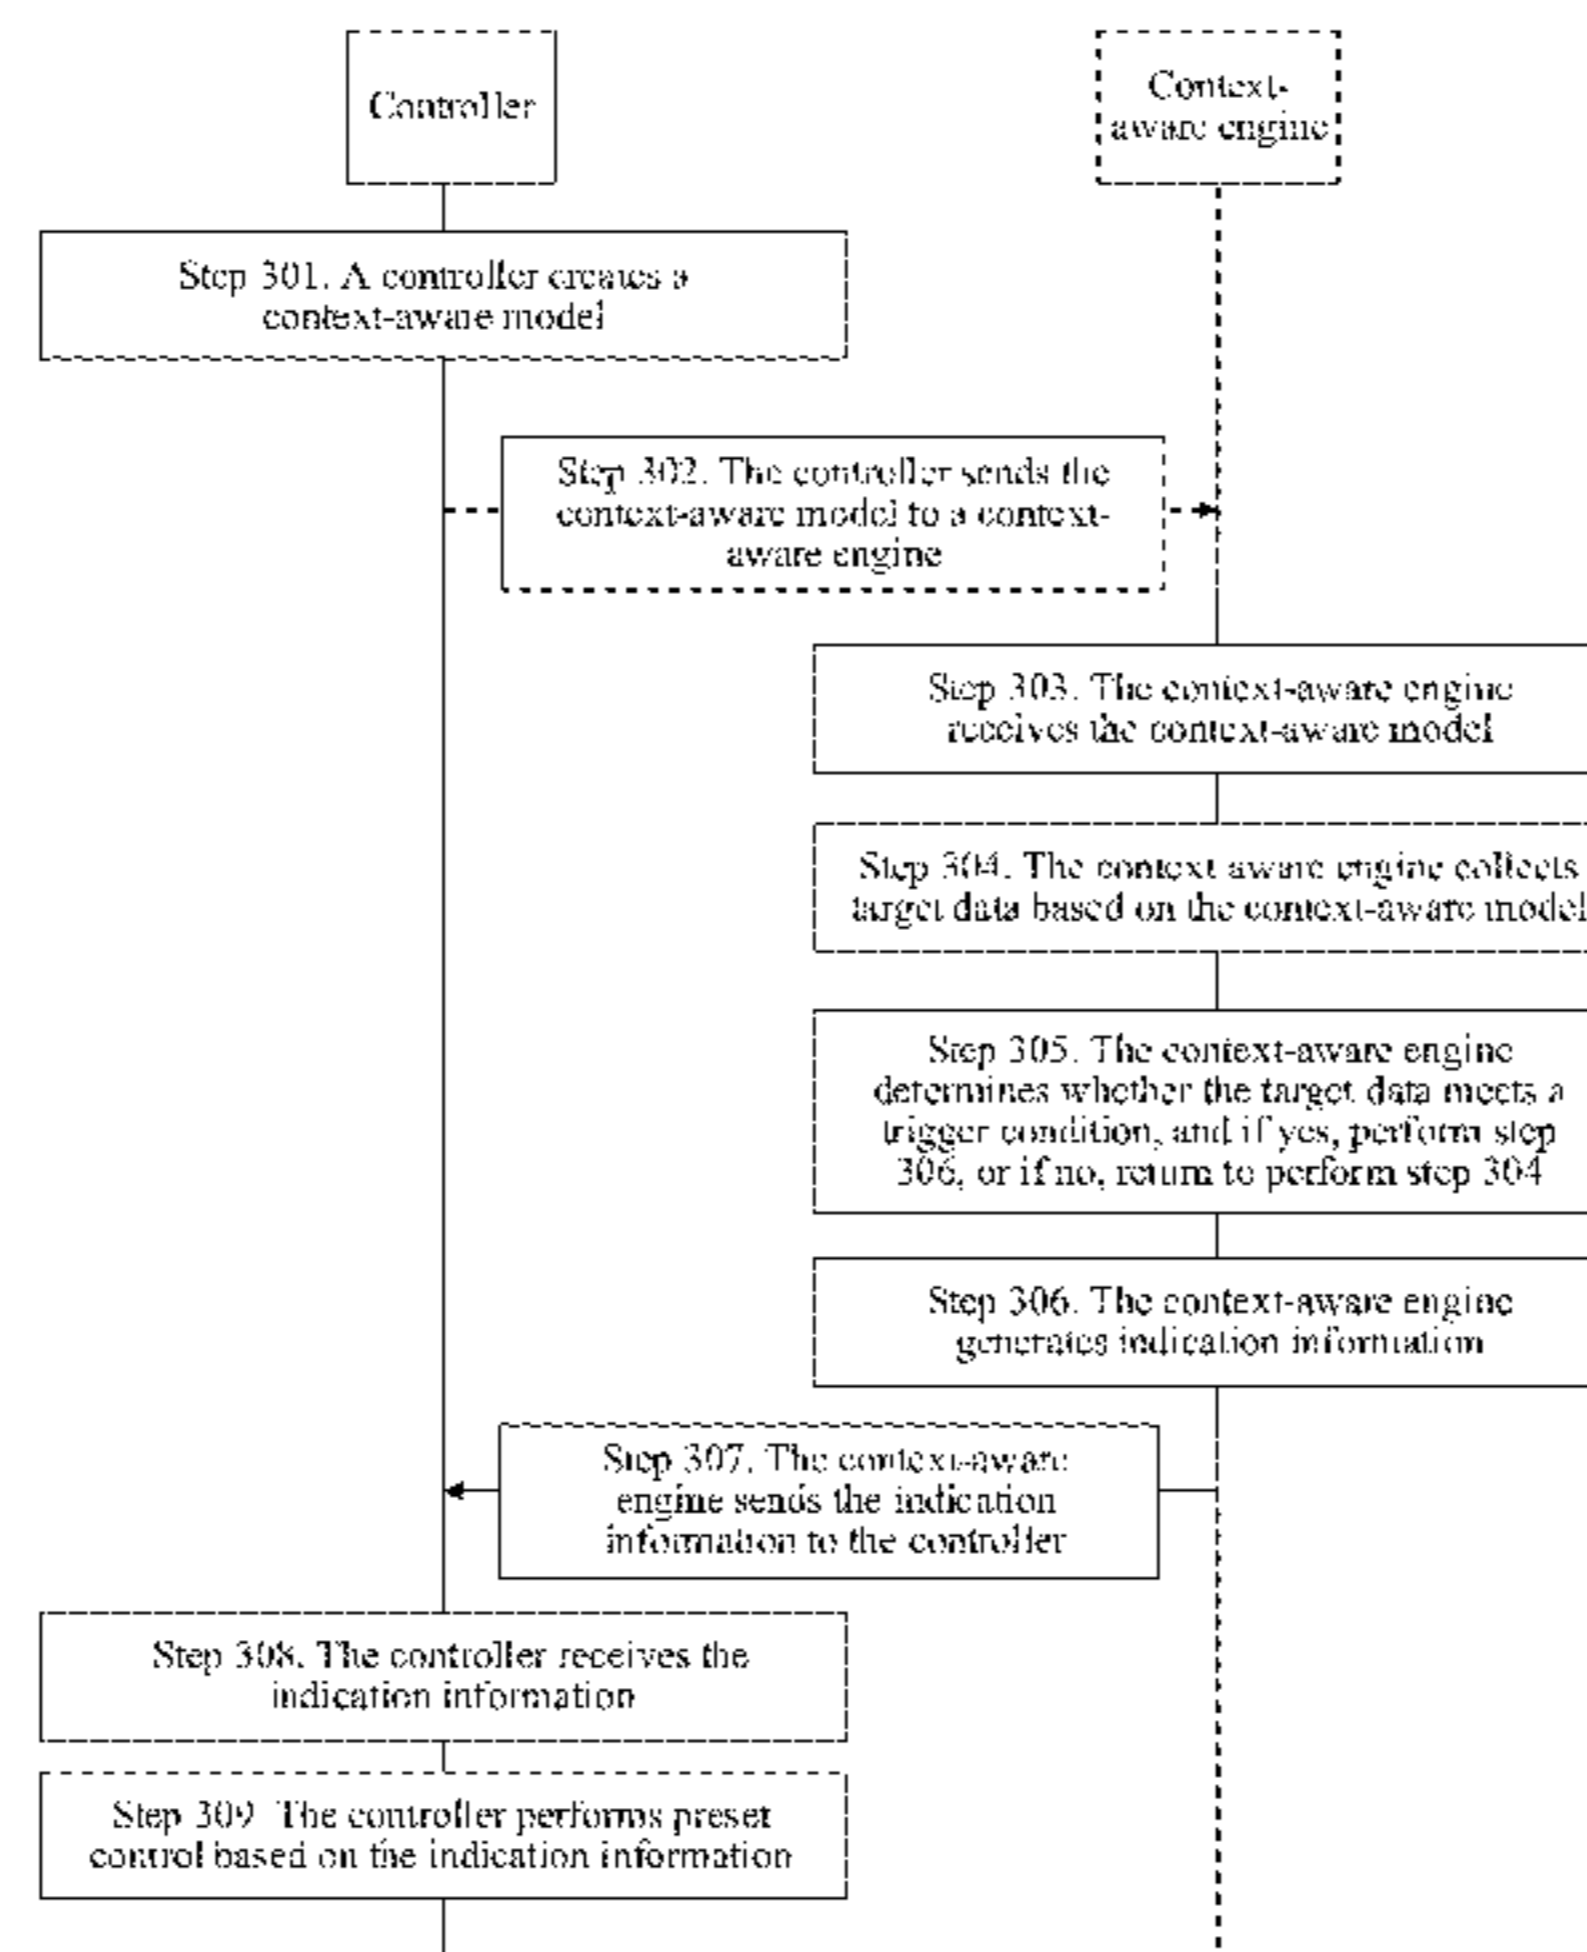 Controller
Context-
aware engine
Step 301. A controller creates a
context-aware model
Step 302. The controller sends the
context-aware model to a context-
aware engine
Step 303. The context-aware engine
receives the context-aware model
Step 304. The context aware engine collects
target data based on the context-aware model
Step 305. The context-aware engine
determines whether the target data meets a
trigger condition, and if yes, perform step
306, or if no, return to perform step 304
Step 306. The context-aware engine
generates indication information
Step 307. The context-aware
engine sends the indication
information to the controller
Step 308. The controller receives the
indication information
Step 309 The controller performs preset
control based on the indication information